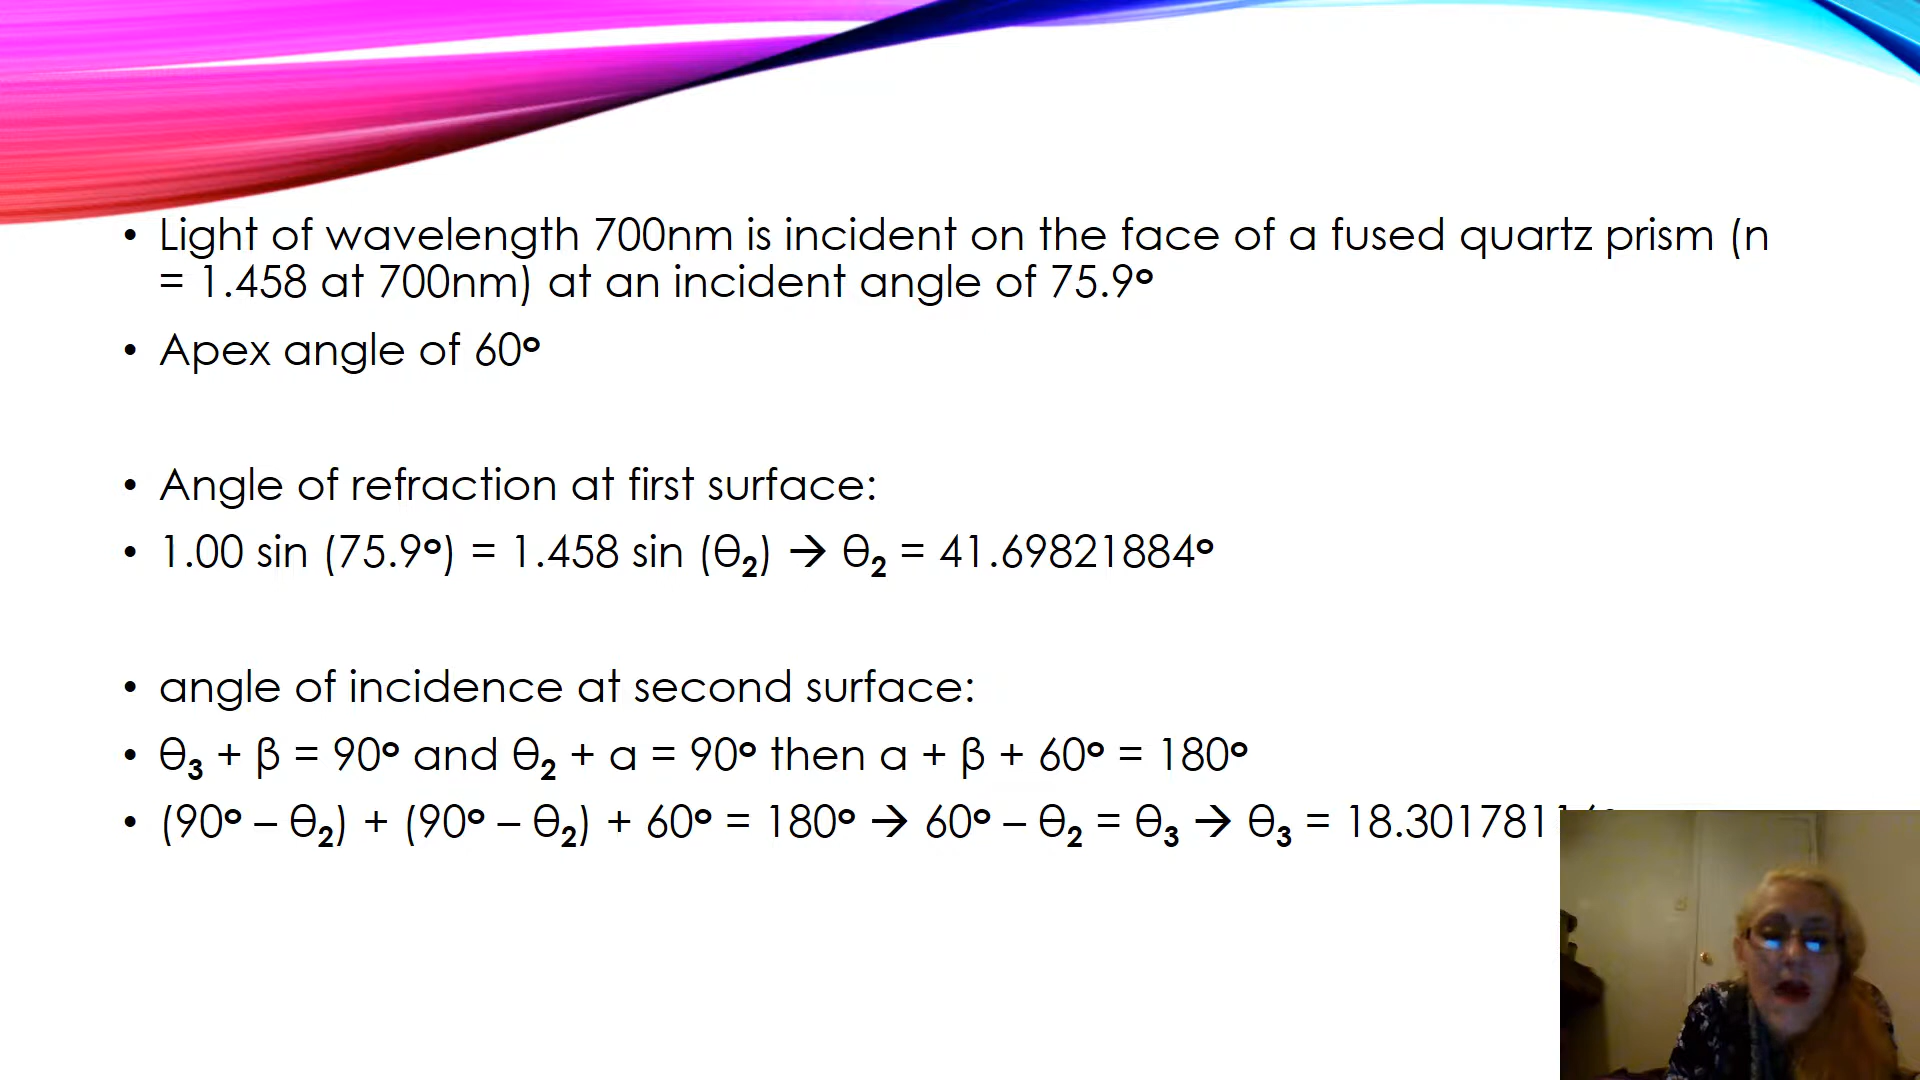 • Light of wavelength 700nm is incident on the face of a fused quartz prism (n
= 1.458 at 700nm) at an incident angle of 75.9°
• Apex angle of 60°
• Angle of refraction at first surface:
• 1.00 sin (75.9°) = 1.458 sin (θ₂) → θ₂ = 41.69821884°
• angle of incidence at second surface:
• θ₃ + β = 90° and θ₂ + α = 90° then α + β + 60° = 180°
• (90° – θ₂) + (90° – θ₂) + 60° = 180° → 60° – θ₂ = θ₃ → θ₃ = 18.301781